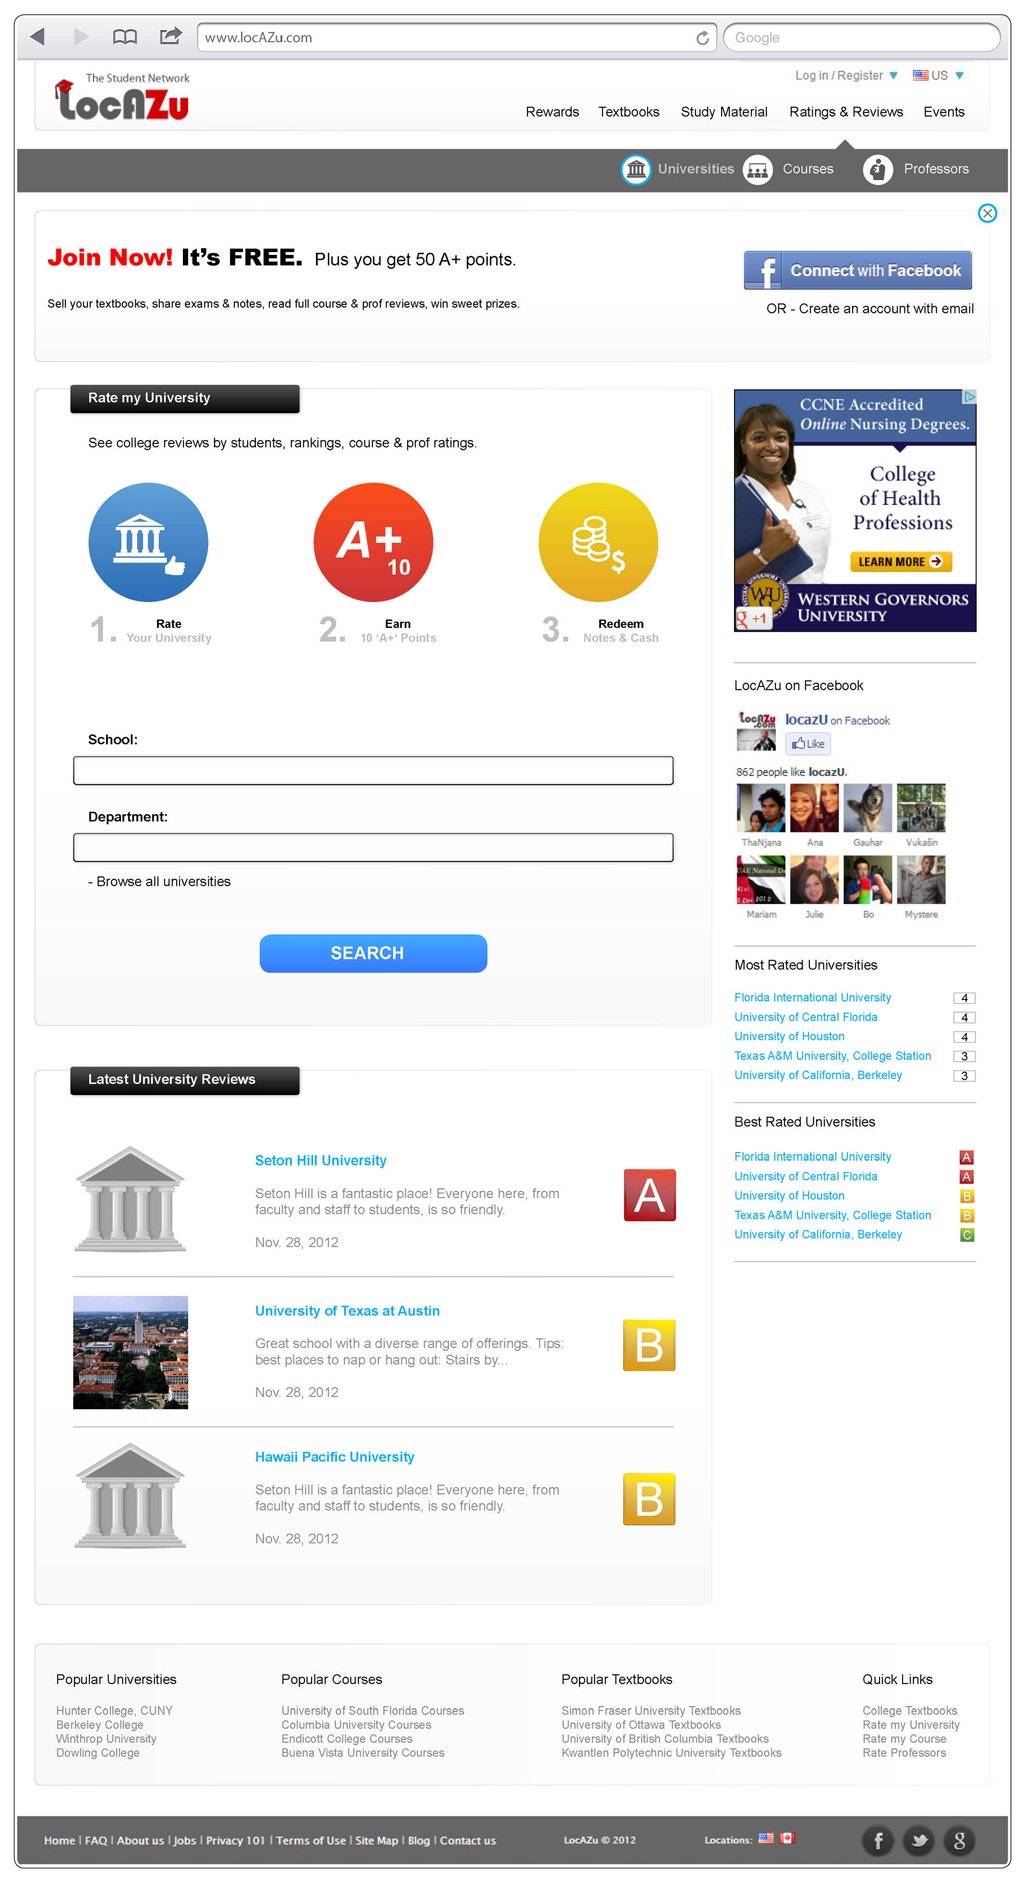 www.locAZu.com
Google
The Student Network
LocAZu
Log in / Register
US
Rewards
Textbooks
Study Material
Ratings & Reviews
Events
Universities
Courses
Professors
Join Now! It's FREE. Plus you get 50 A+ points.
Sell your textbooks, share exams & notes, read full course & prof reviews, win sweet prizes.
f Connect with Facebook
OR - Create an account with email
Rate my University
See college reviews by students, rankings, course & prof ratings.
A+
10
$
1. Rate
Your University
2. Earn
10 'A+' Points
3. Redeem
Notes & Cash
School:
Department:
- Browse all universities
SEARCH
CCNE Accredited
Online Nursing Degrees.
College
of Health
Professions
LEARN MORE
WGU
WESTERN GOVERNORS
UNIVERSITY
g +1
LocAZu on Facebook
LocAZu
.com
locazU on Facebook
Like
862 people like locazU.
ThaNjana
Ana
Gauhar
Vukašin
UAE National D
41st
2 Dec 2012
Mariam
Julie
Bo
Mystere
Most Rated Universities
Florida International University 4
University of Central Florida 4
University of Houston 4
Texas A&M University, College Station 3
University of California, Berkeley 3
Best Rated Universities
Florida International University A
University of Central Florida A
University of Houston B
Texas A&M University, College Station B
University of California, Berkeley C
Latest University Reviews
Seton Hill University
Seton Hill is a fantastic place! Everyone here, from
faculty and staff to students, is so friendly.
Nov. 28, 2012
A
University of Texas at Austin
Great school with a diverse range of offerings. Tips:
best places to nap or hang out: Stairs by...
Nov. 28, 2012
B
Hawaii Pacific University
Seton Hill is a fantastic place! Everyone here, from
faculty and staff to students, is so friendly.
Nov. 28, 2012
B
Popular Universities
Hunter College, CUNY
Berkeley College
Winthrop University
Dowling College
Popular Courses
University of South Florida Courses
Columbia University Courses
Endicott College Courses
Buena Vista University Courses
Popular Textbooks
Simon Fraser University Textbooks
University of Ottawa Textbooks
University of British Columbia Textbooks
Kwantlen Polytechnic University Textbooks
Quick Links
College Textbooks
Rate my University
Rate my Course
Rate Professors
Home | FAQ | About us | Jobs | Privacy 101 | Terms of Use | Site Map | Blog | Contact us
LocAZu © 2012
Locations:
f
g